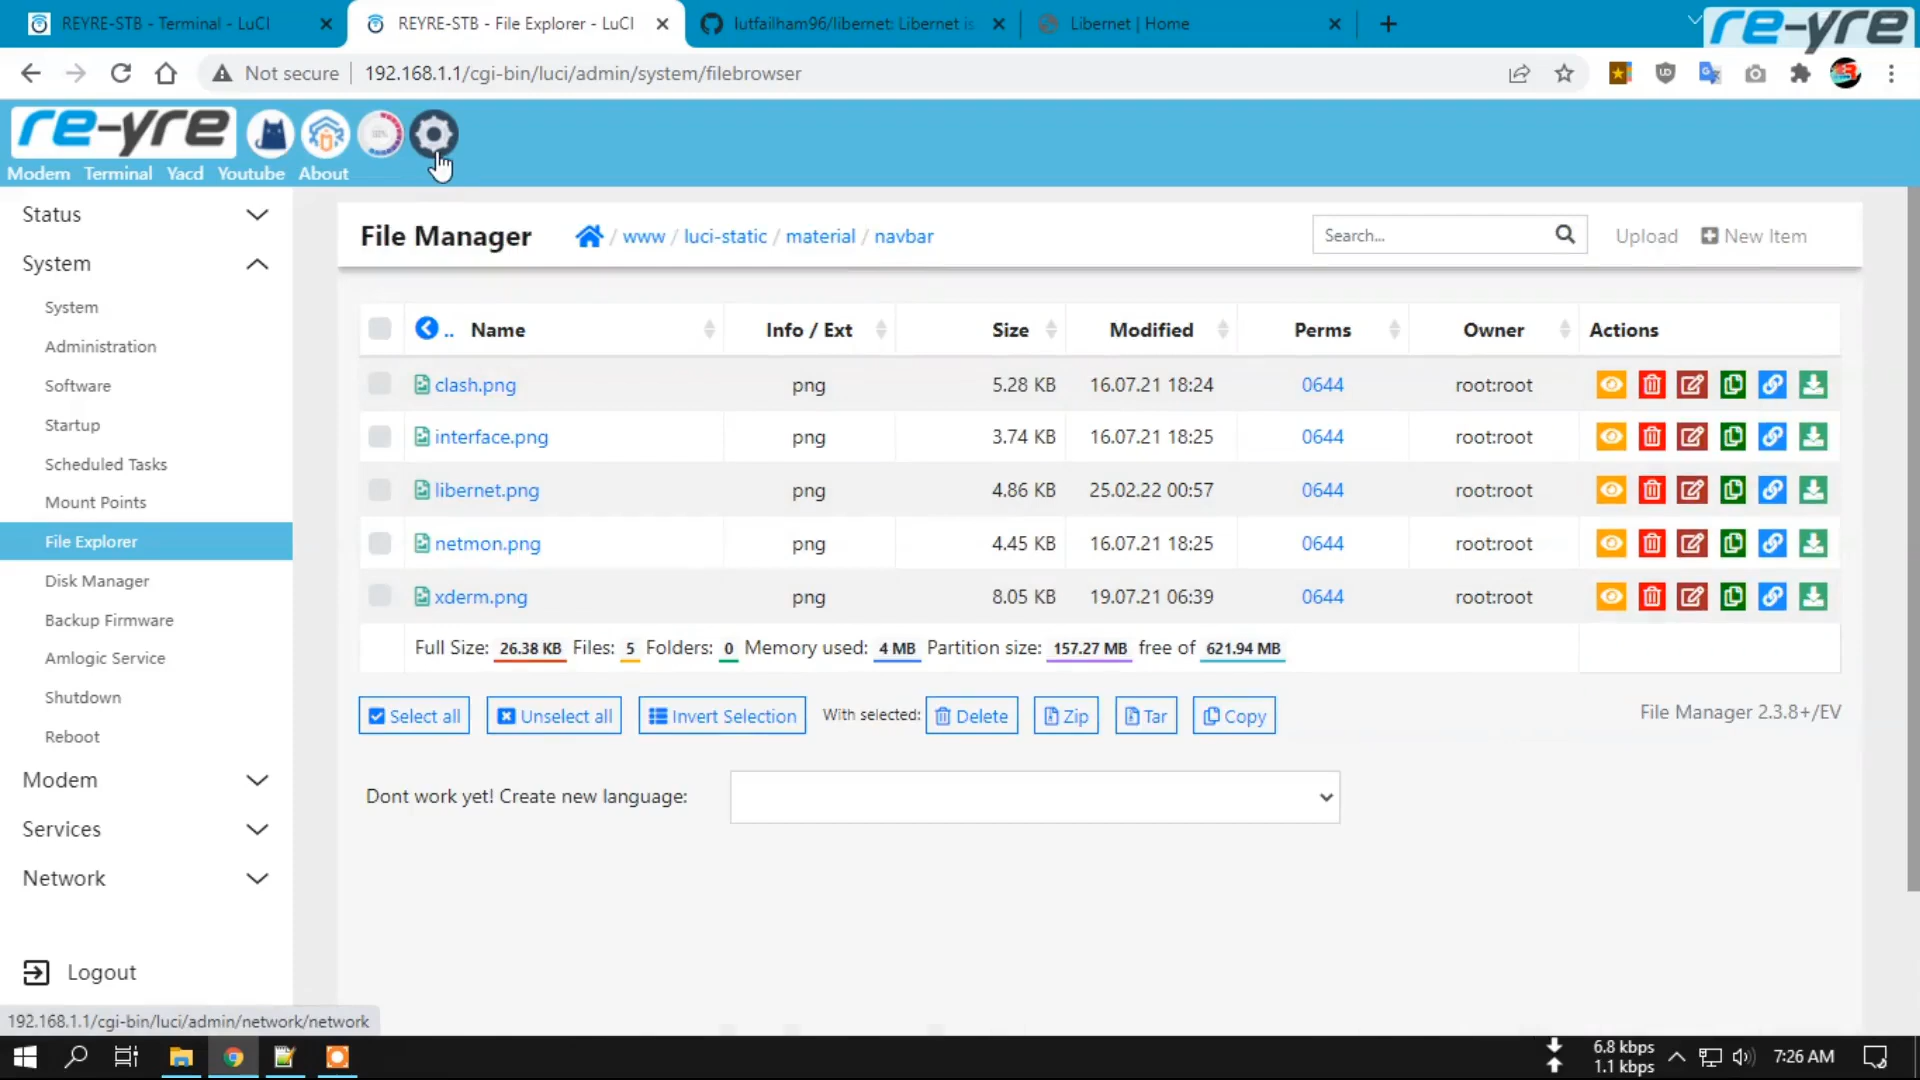 REYRE-STB - Terminal - LuCI
REYRE-STB - File Explorer - LuCI
lutfailham96/libernet: Libernet is
Libernet | Home
re-yre
Not secure
192.168.1.1/cgi-bin/luci/admin/system/filebrowser
re-yre
Modem Terminal Yacd Youtube About
Status
System
System
Administration
Software
Startup
Scheduled Tasks
Mount Points
File Explorer
Disk Manager
Backup Firmware
Amlogic Service
Shutdown
Reboot
Modem
Services
Network
Logout
File Manager / www / luci-static / material / navbar
Search...
Upload
New Item
.. Name Info / Ext Size Modified Perms Owner Actions
clash.png png 5.28 KB 16.07.21 18:24 0644 root:root
interface.png png 3.74 KB 16.07.21 18:25 0644 root:root
libernet.png png 4.86 KB 25.02.22 00:57 0644 root:root
netmon.png png 4.45 KB 16.07.21 18:25 0644 root:root
xderm.png png 8.05 KB 19.07.21 06:39 0644 root:root
Full Size: 26.38 KB Files: 5 Folders: 0 Memory used: 4 MB Partition size: 157.27 MB free of 621.94 MB
Select all Unselect all Invert Selection With selected: Delete Zip Tar Copy
File Manager 2.3.8+/EV
Dont work yet! Create new language:
192.168.1.1/cgi-bin/luci/admin/network/network
6.8 kbps
1.1 kbps
7:26 AM